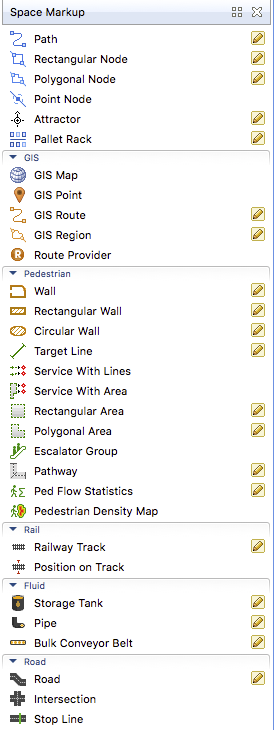 Space Markup
Path
Rectangular Node
Polygonal Node
Point Node
Attractor
Pallet Rack
GIS
GIS Map
GIS Point
GIS Route
GIS Region
R Route Provider
Pedestrian
Wall
Rectangular Wall
Circular Wall
Target Line
Service With Lines
Service With Area
Rectangular Area
Polygonal Area
Escalator Group
Pathway
Ped Flow Statistics
Pedestrian Density Map
Rail
Railway Track
Position on Track
Fluid
Storage Tank
Pipe
Bulk Conveyor Belt
Road
Road
Intersection
Stop Line